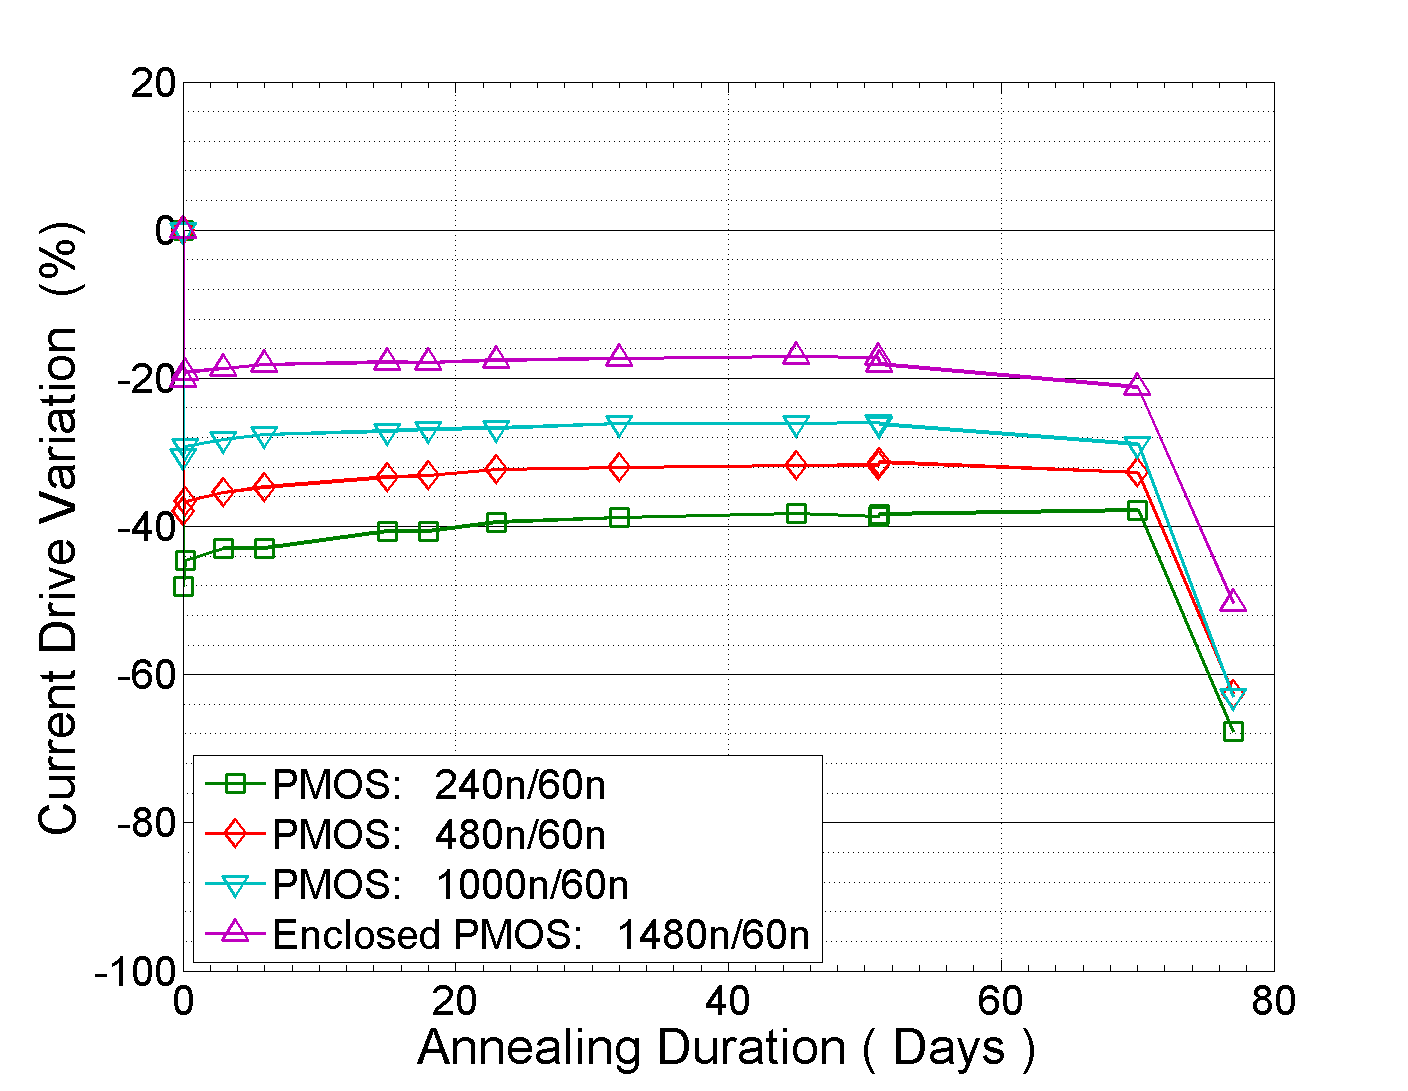 20
0
-20
-40
-60
-80
-100
0 20 40 60 80
Current Drive Variation (%)
Annealing Duration ( Days )
PMOS: 240n/60n
PMOS: 480n/60n
PMOS: 1000n/60n
Enclosed PMOS: 1480n/60n